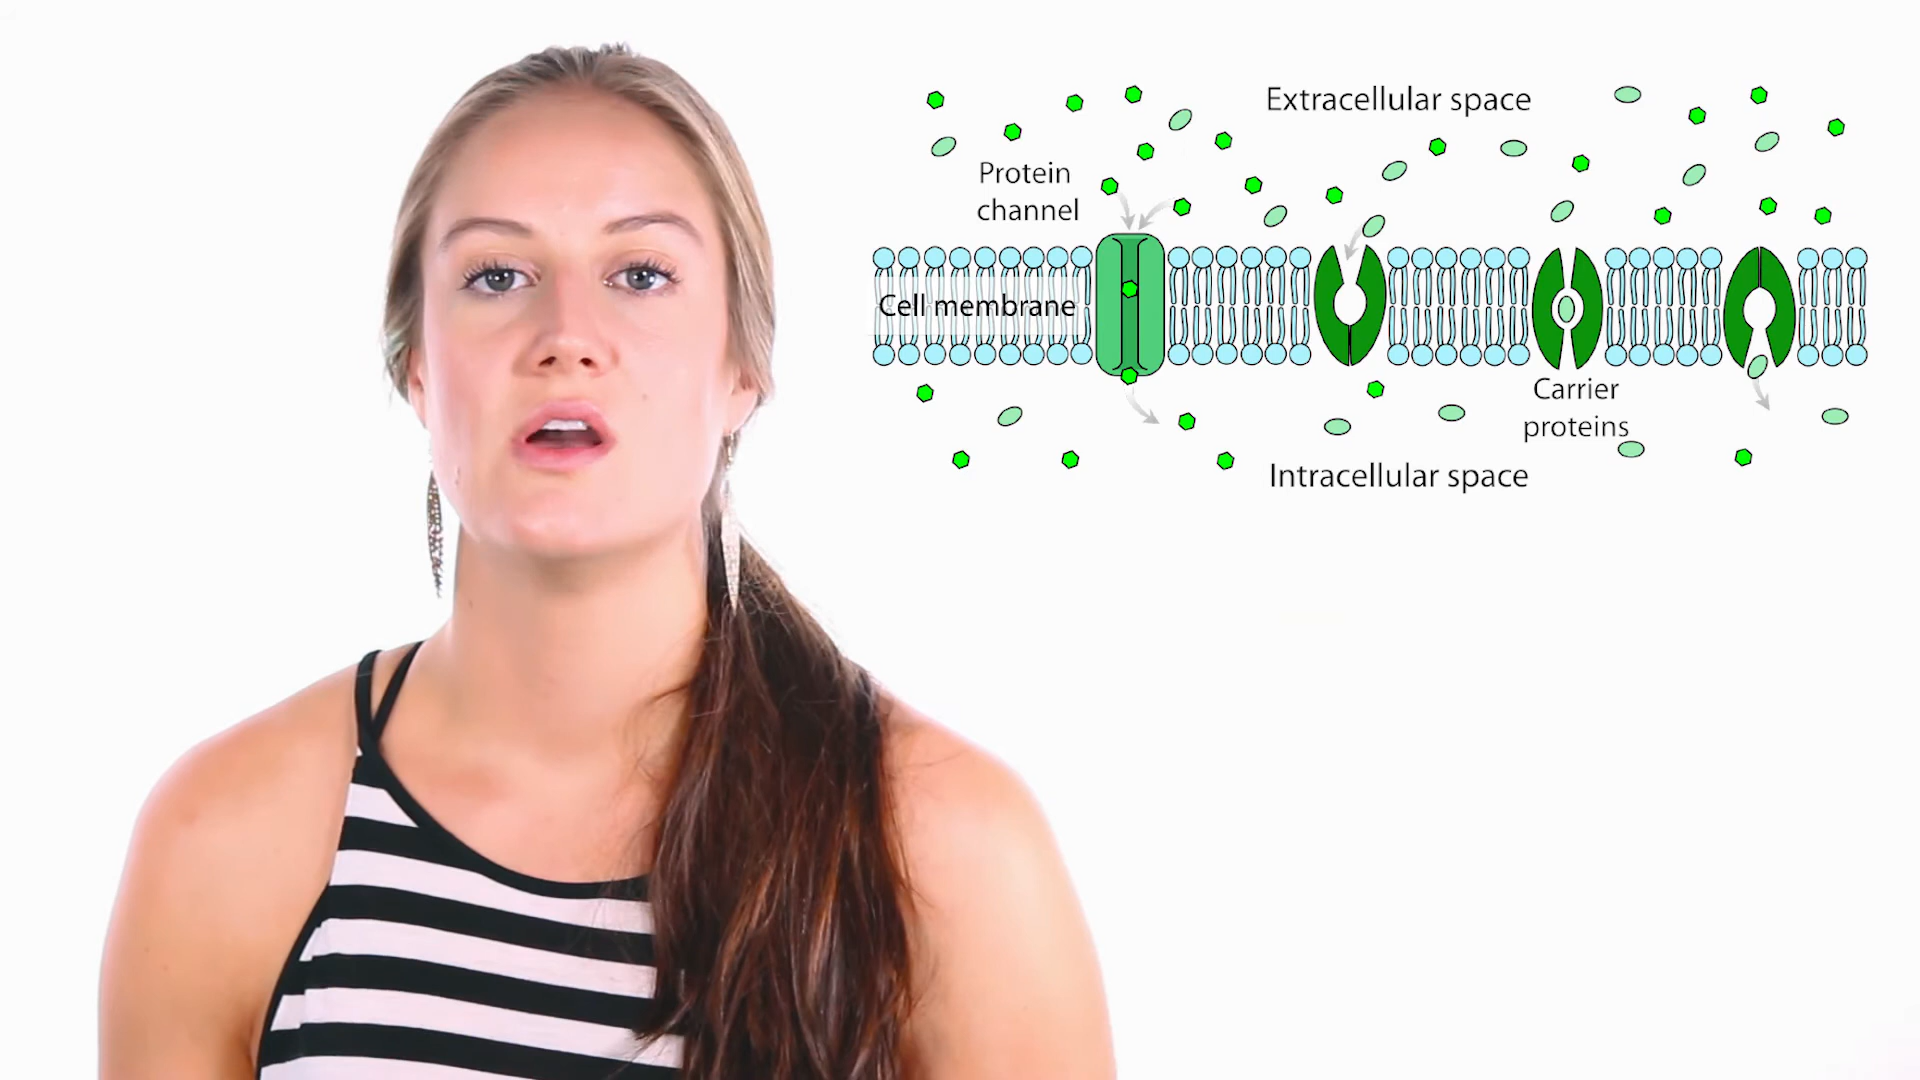 Extracellular space
Protein
channel
Cell membrane
Carrier
proteins
Intracellular space